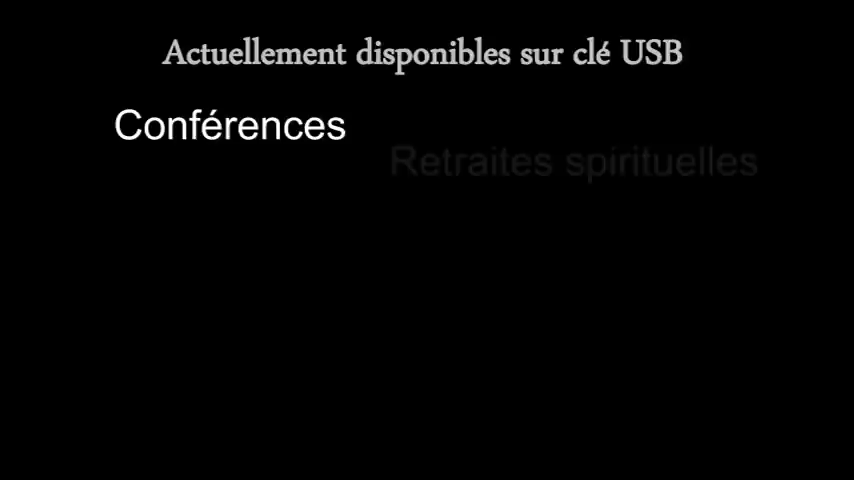 Actuellement disponibles sur clé USB
Conférences
Retraites spirituelles